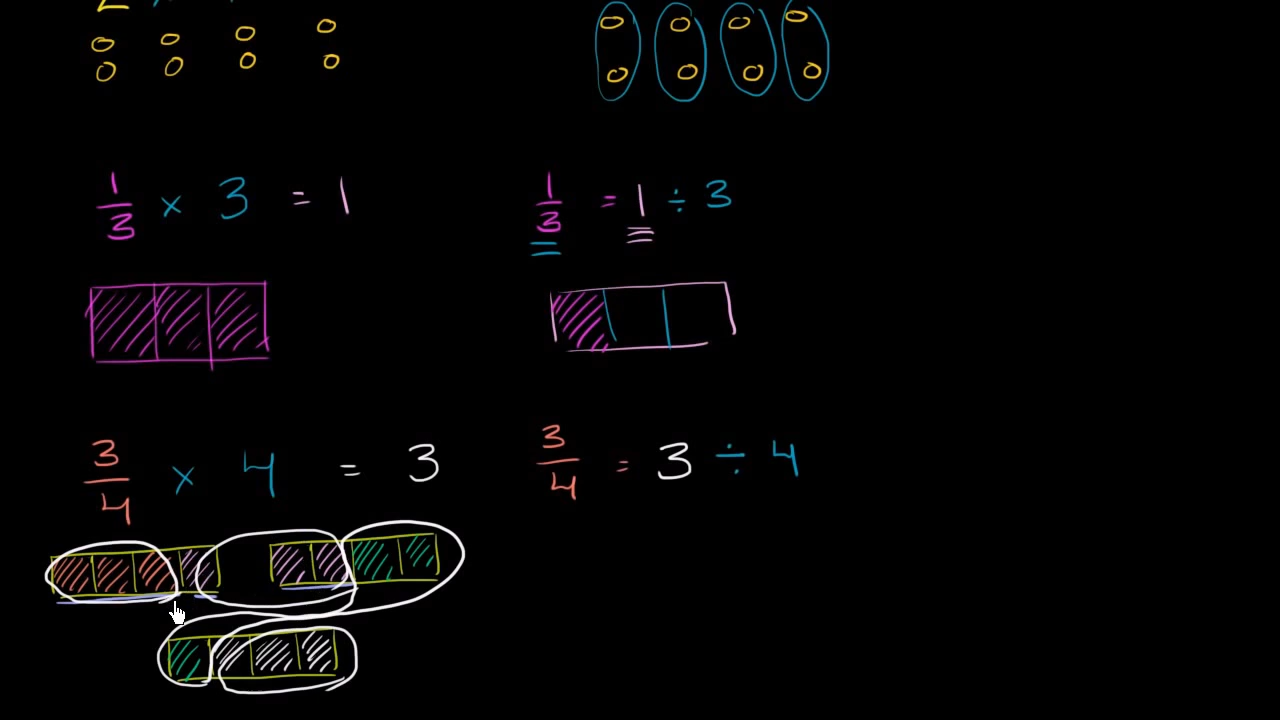 1/3 × 3 = 1
1/3 = 1 ÷ 3
3/4 × 4 = 3
3/4 = 3 ÷ 4